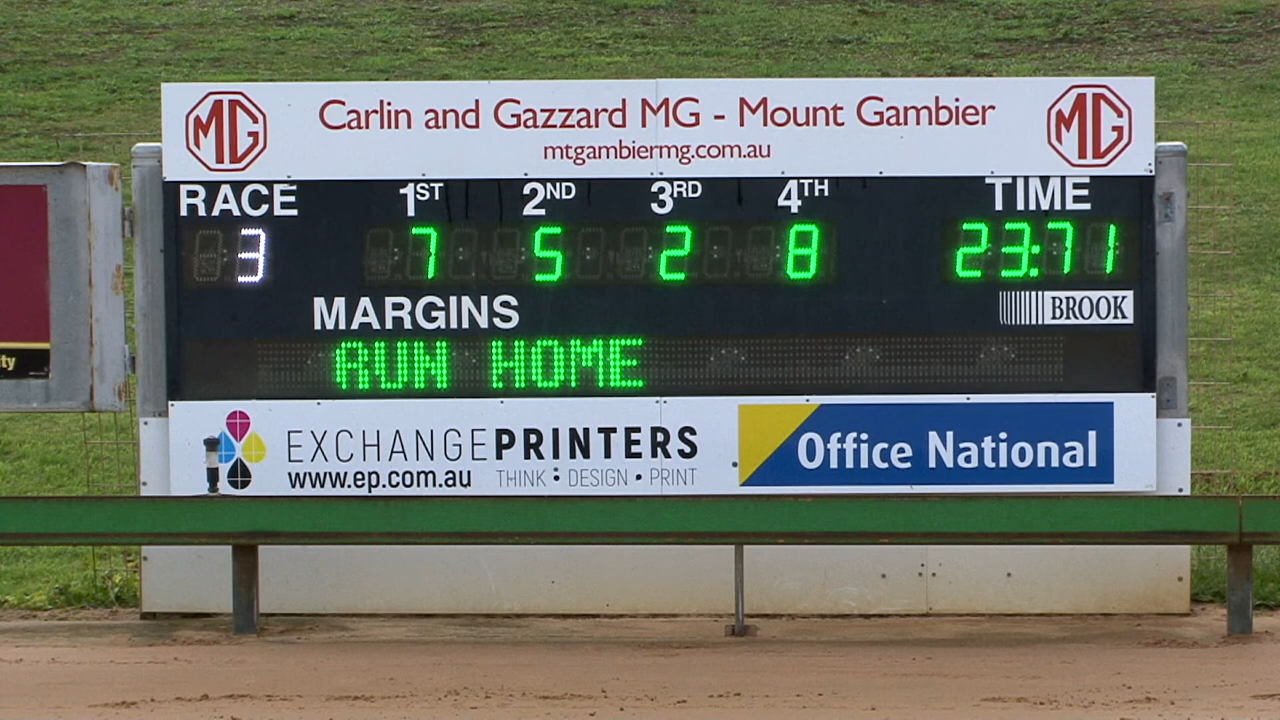 MG Carlin and Gazzard MG - Mount Gambier MG
mtgambiermg.com.au
RACE 1ST 2ND 3RD 4TH TIME
3 7 5 2 8 23:71
MARGINS BROOK
RUN HOME
EXCHANGEPRINTERS
www.ep.com.au THINK : DESIGN • PRINT
Office National
ty